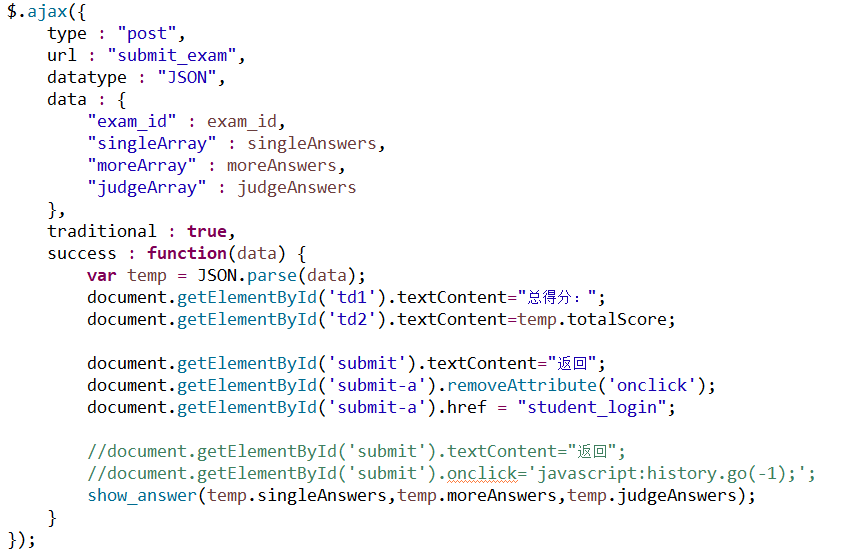 $.ajax({
    type : "post",
    url : "submit_exam",
    datatype : "JSON",
    data : {
        "exam_id" : exam_id,
        "singleArray" : singleAnswers,
        "moreArray" : moreAnswers,
        "judgeArray" : judgeAnswers
    },
    traditional : true,
    success : function(data) {
        var temp = JSON.parse(data);
        document.getElementById('td1').textContent="总得分:";
        document.getElementById('td2').textContent=temp.totalScore;
        document.getElementById('submit').textContent="返回";
        document.getElementById('submit-a').removeAttribute('onclick');
        document.getElementById('submit-a').href = "student_login";
        //document.getElementById('submit').textContent="返回";
        //document.getElementById('submit').onclick='javascript:history.go(-1);';
        show_answer(temp.singleAnswers,temp.moreAnswers,temp.judgeAnswers);
    }
});